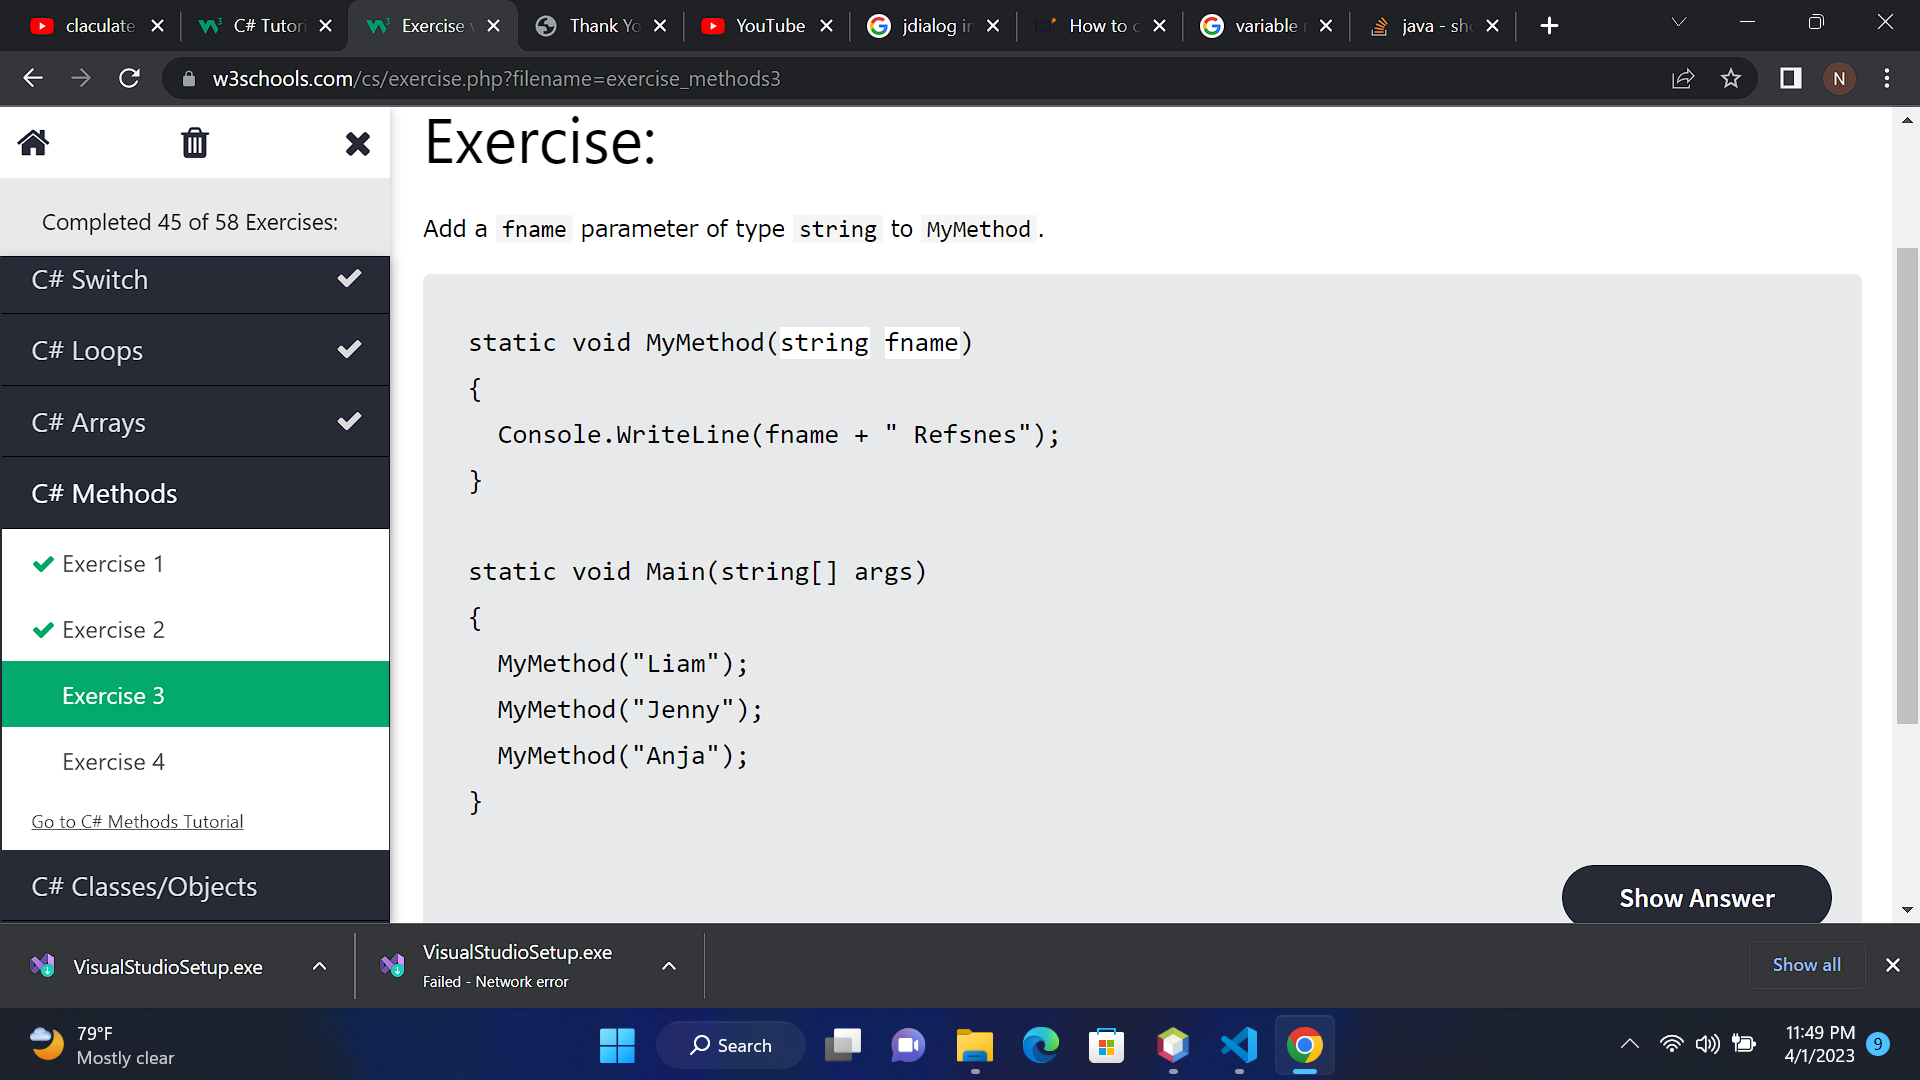 claculate
C# Tutori
Exercise v
Thank Yo
YouTube
jdialog in
How to c
variable
java - sho
w3schools.com/cs/exercise.php?filename=exercise_methods3
N
Completed 45 of 58 Exercises:
C# Switch
C# Loops
C# Arrays
C# Methods
Exercise 1
Exercise 2
Exercise 3
Exercise 4
Go to C# Methods Tutorial
C# Classes/Objects
Exercise:
Add a fname parameter of type string to MyMethod.
static void MyMethod(string fname)
{
Console.WriteLine(fname + " Refsnes");
}
static void Main(string[] args)
{
MyMethod("Liam");
MyMethod("Jenny");
MyMethod("Anja");
}
Show Answer
VisualStudioSetup.exe
VisualStudioSetup.exe
Failed - Network error
Show all
79°F
Mostly clear
Search
11:49 PM
4/1/2023
9